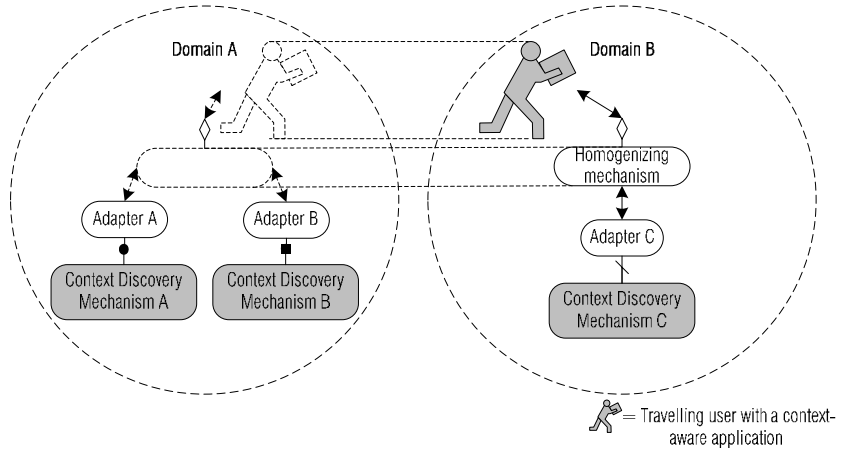 Domain A
Domain B
Homogenizing
mechanism
Adapter A
Adapter B
Adapter C
Context Discovery
Mechanism A
Context Discovery
Mechanism B
Context Discovery
Mechanism C
= Travelling user with a context-
aware application